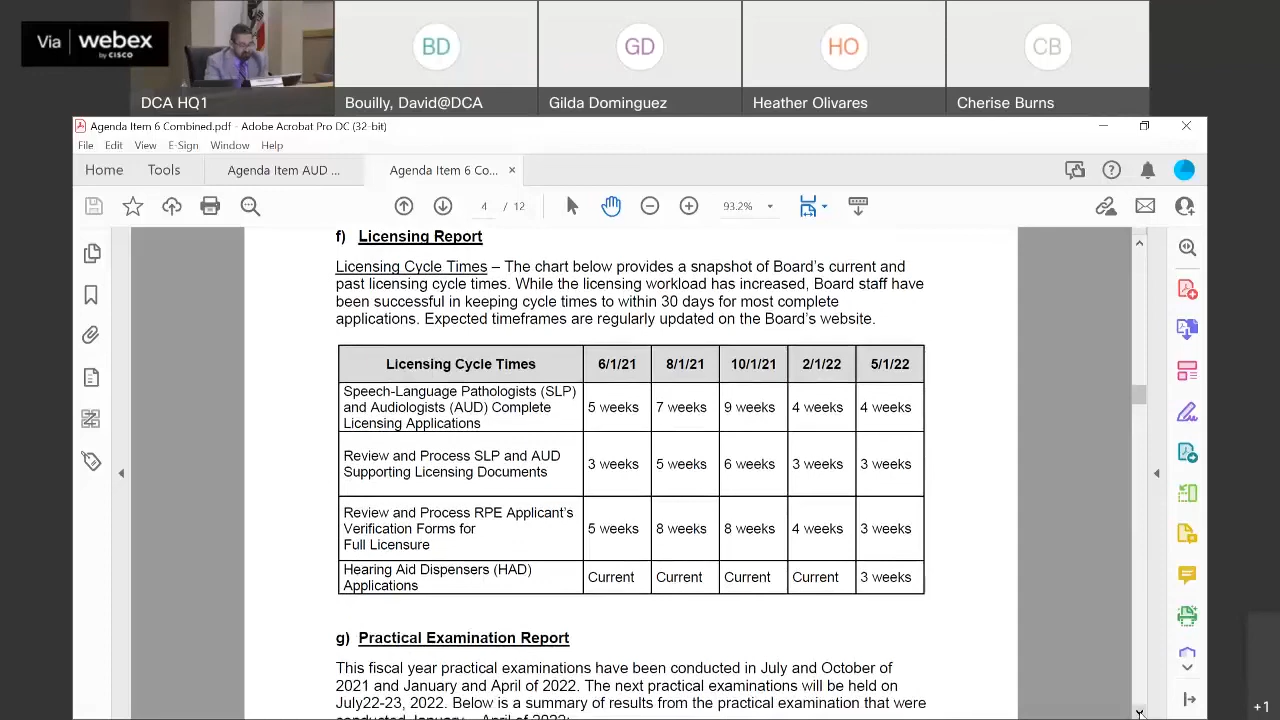 Via webex
by CISCO
BD
GD
HO
CB
DCA HQ1
Bouilly, David@DCA
Gilda Dominguez
Heather Olivares
Cherise Burns
Agenda Item 6 Combined.pdf - Adobe Acrobat Pro DC (32-bit)
File Edit View E-Sign Window Help
Home Tools Agenda Item AUD ... Agenda Item 6 Co... ×
4 / 12 93.2%
f) Licensing Report
Licensing Cycle Times – The chart below provides a snapshot of Board's current and
past licensing cycle times. While the licensing workload has increased, Board staff have
been successful in keeping cycle times to within 30 days for most complete
applications. Expected timeframes are regularly updated on the Board's website.
Licensing Cycle Times 6/1/21 8/1/21 10/1/21 2/1/22 5/1/22
Speech-Language Pathologists (SLP)
and Audiologists (AUD) Complete
Licensing Applications
5 weeks 7 weeks 9 weeks 4 weeks 4 weeks
Review and Process SLP and AUD
Supporting Licensing Documents
3 weeks 5 weeks 6 weeks 3 weeks 3 weeks
Review and Process RPE Applicant's
Verification Forms for
Full Licensure
5 weeks 8 weeks 8 weeks 4 weeks 3 weeks
Hearing Aid Dispensers (HAD)
Applications
Current Current Current Current 3 weeks
g) Practical Examination Report
This fiscal year practical examinations have been conducted in July and October of
2021 and January and April of 2022. The next practical examinations will be held on
July22-23, 2022. Below is a summary of results from the practical examination that were
conducted January – April of 2022:
+1